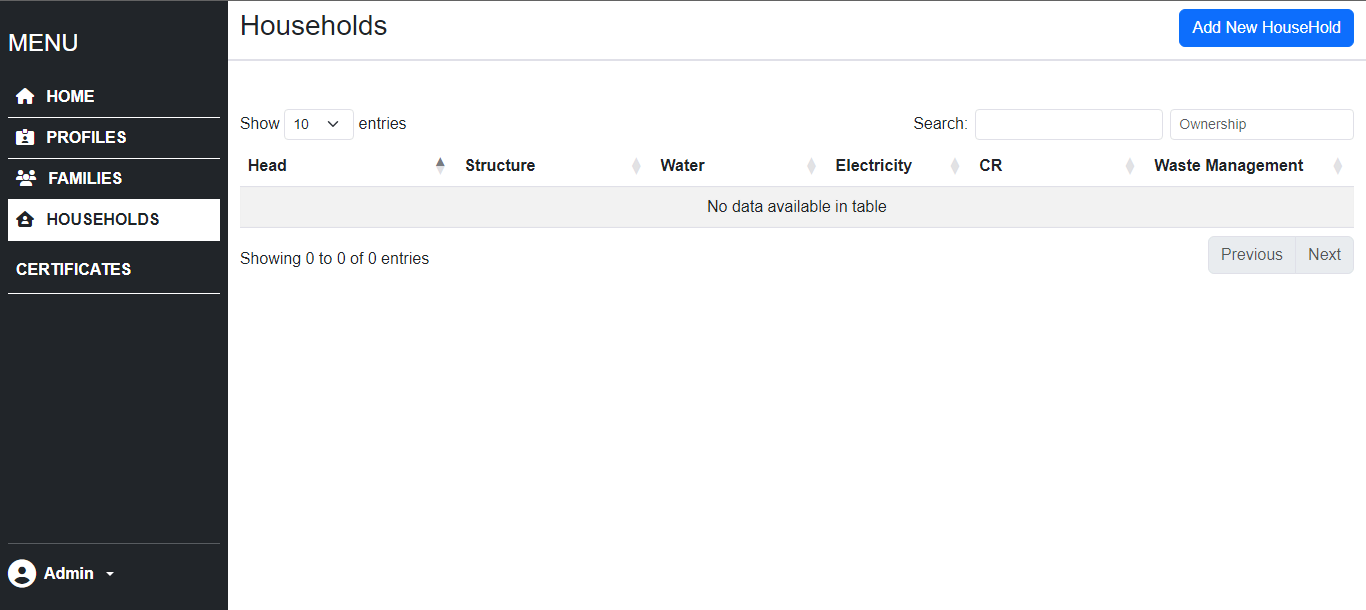 MENU
HOME
PROFILES
FAMILIES
HOUSEHOLDS
CERTIFICATES
Admin
Households
Add New HouseHold
Show 10 entries
Search: Ownership
Head Structure Water Electricity CR Waste Management
No data available in table
Showing 0 to 0 of 0 entries
Previous Next